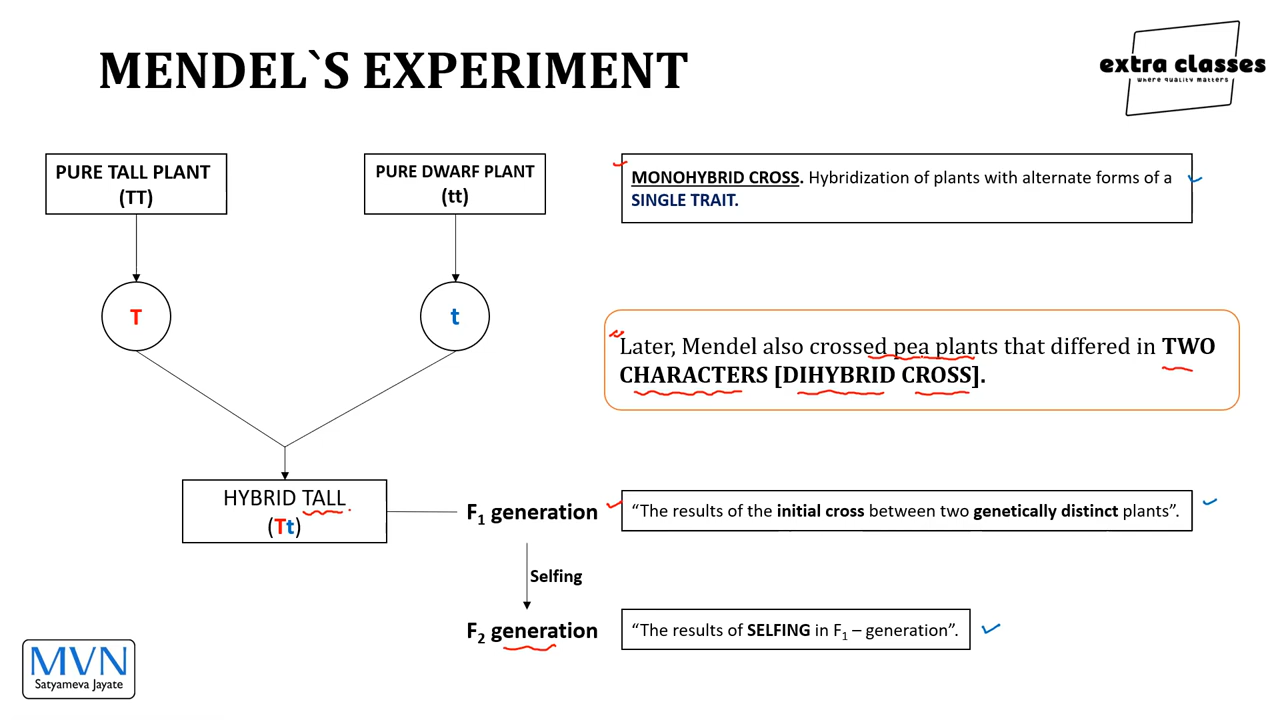 MENDEL`S EXPERIMENT
extra classes
where quality matters
PURE TALL PLANT
(TT)
PURE DWARF PLANT
(tt)
MONOHYBRID CROSS. Hybridization of plants with alternate forms of a
SINGLE TRAIT.
T
t
Later, Mendel also crossed pea plants that differed in TWO
CHARACTERS [DIHYBRID CROSS].
HYBRID TALL
(Tt)
F₁ generation
“The results of the initial cross between two genetically distinct plants”.
Selfing
F₂ generation
“The results of SELFING in F₁ – generation”.
MVN
Satyameva Jayate